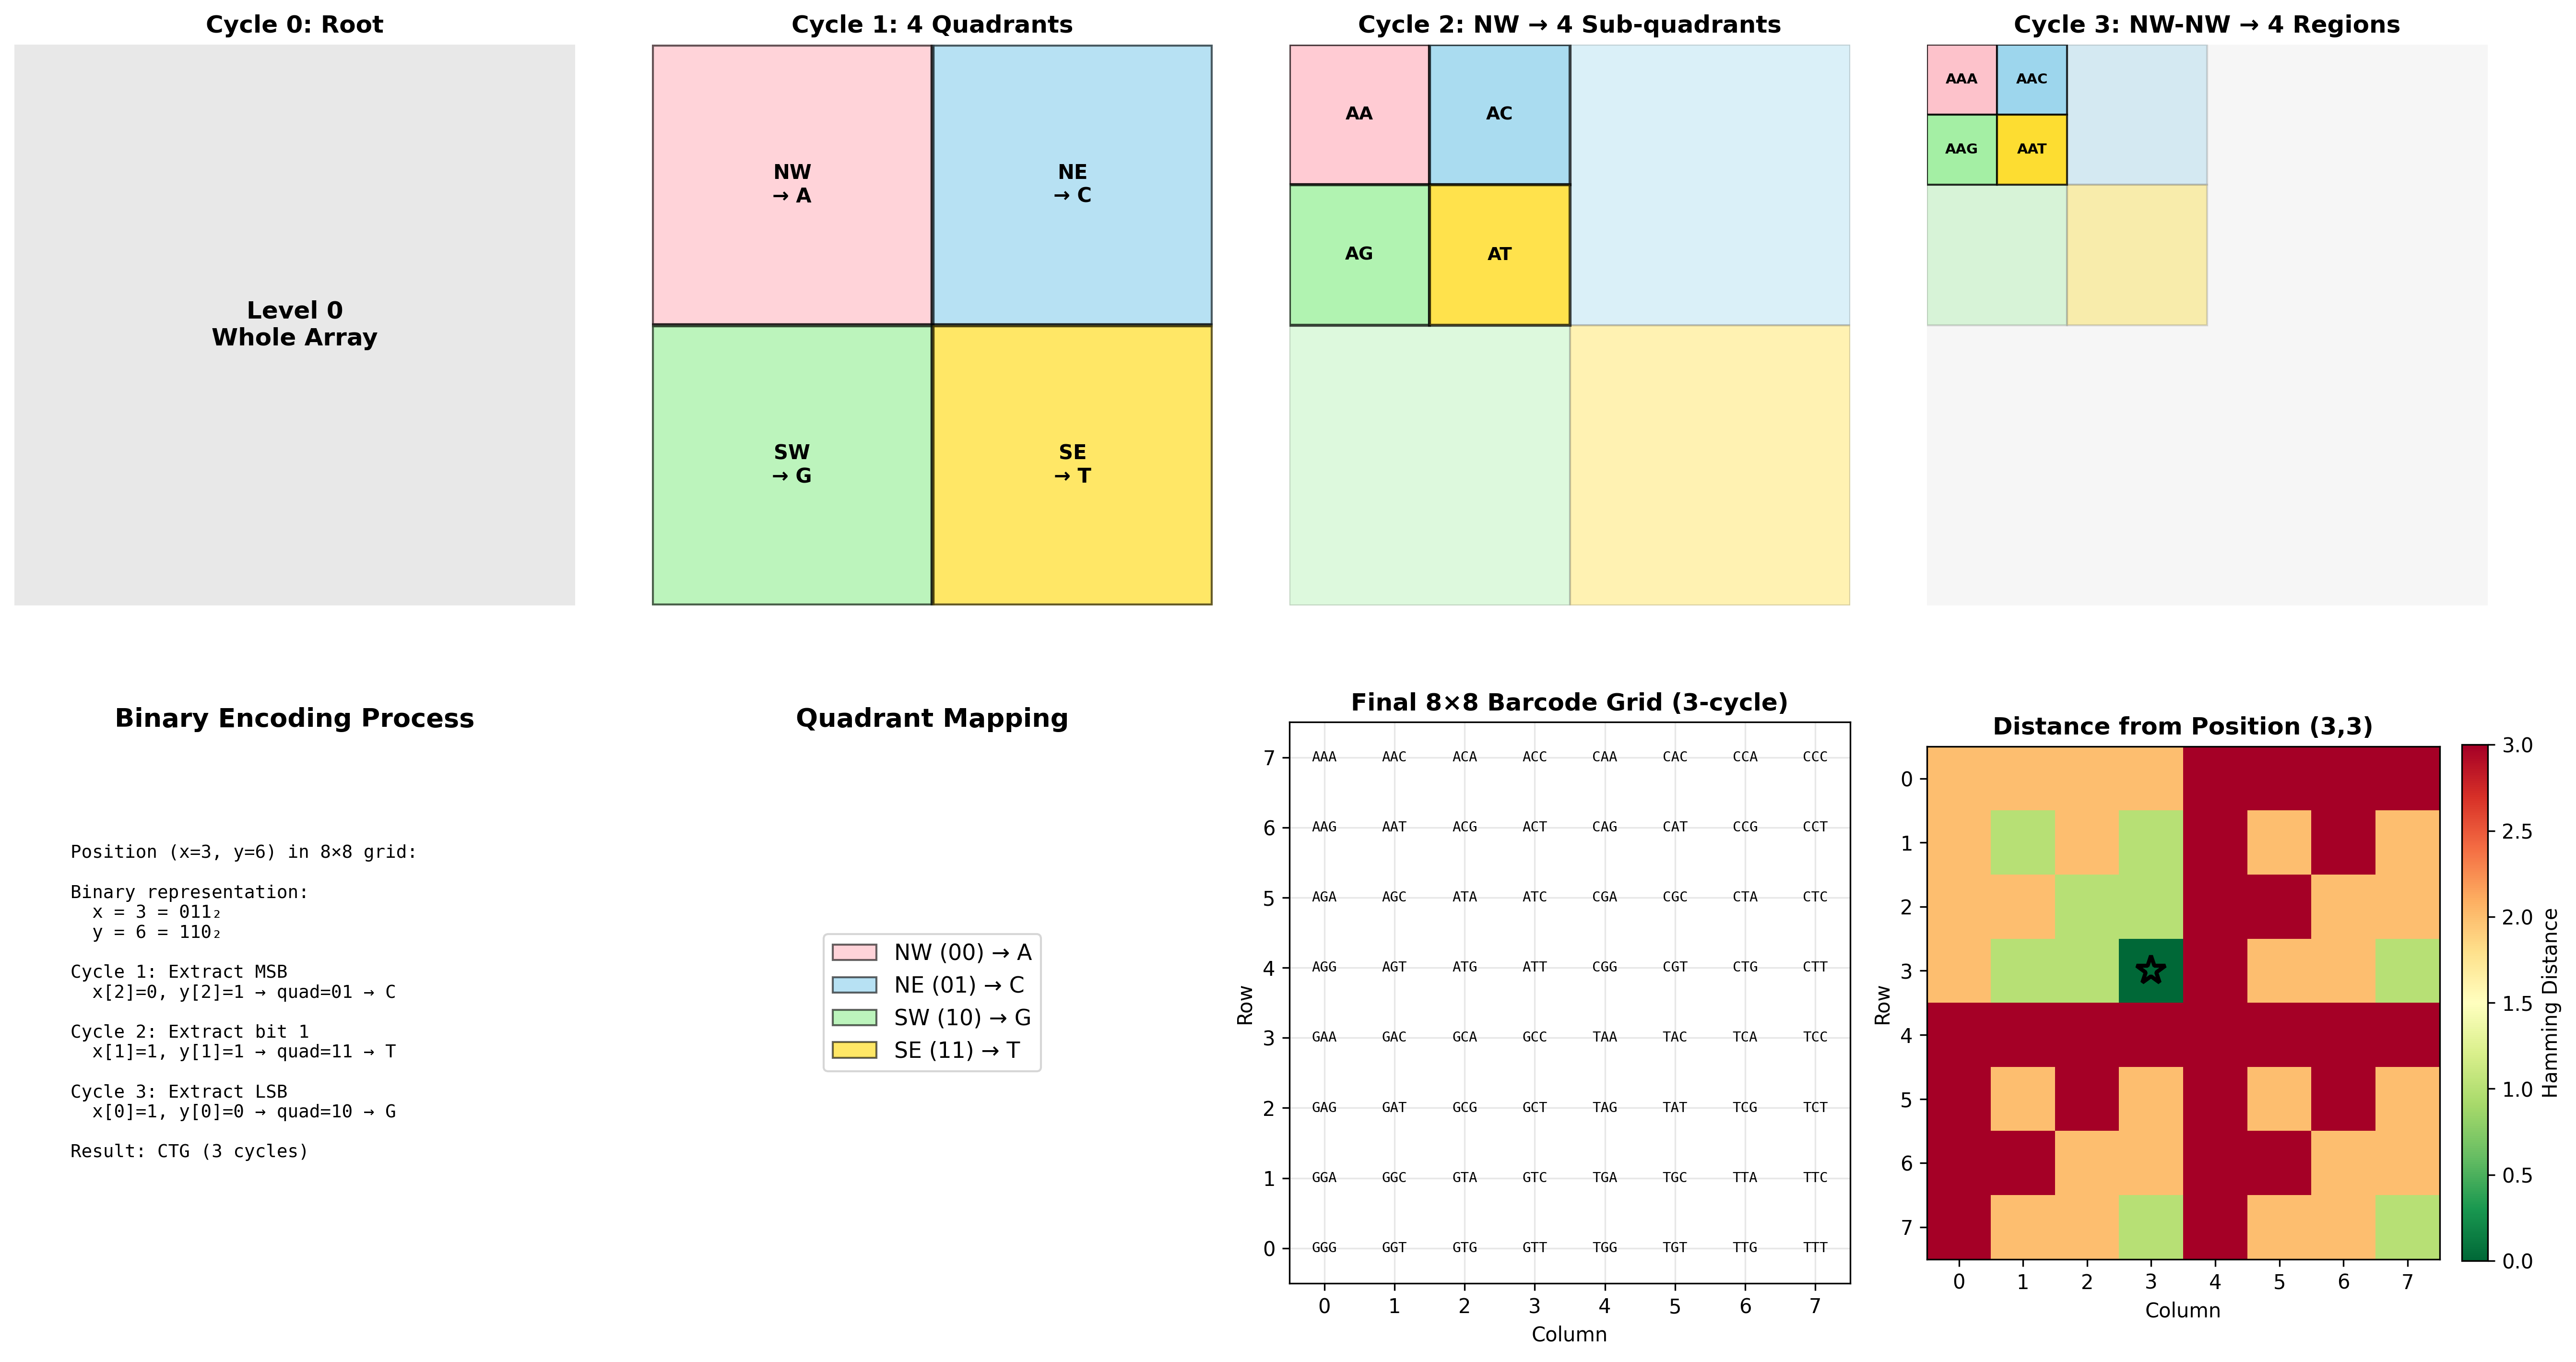 Cycle 0: Root
Level 0
Whole Array
Cycle 1: 4 Quadrants
NW
→ A
NE
→ C
SW
→ G
SE
→ T
Cycle 2: NW → 4 Sub-quadrants
AA
AC
AG
AT
Cycle 3: NW-NW → 4 Regions
AAA
AAC
AAG
AAT
Binary Encoding Process
Position (x=3, y=6) in 8×8 grid:
Binary representation:
x = 3 = 011₂
y = 6 = 110₂
Cycle 1: Extract MSB
x[2]=0, y[2]=1 → quad=01 → C
Cycle 2: Extract bit 1
x[1]=1, y[1]=1 → quad=11 → T
Cycle 3: Extract LSB
x[0]=1, y[0]=0 → quad=10 → G
Result: CTG (3 cycles)
Quadrant Mapping
NW (00) → A
NE (01) → C
SW (10) → G
SE (11) → T
Final 8×8 Barcode Grid (3-cycle)
Row
7 AAA AAC ACA ACC CAA CAC CCA CCC
6 AAG AAT ACG ACT CAG CAT CCG CCT
5 AGA AGC ATA ATC CGA CGC CTA CTC
4 AGG AGT ATG ATT CGG CGT CTG CTT
3 GAA GAC GCA GCC TAA TAC TCA TCC
2 GAG GAT GCG GCT TAG TAT TCG TCT
1 GGA GGC GTA GTC TGA TGC TTA TTC
0 GGG GGT GTG GTT TGG TGT TTG TTT
0 1 2 3 4 5 6 7
Column
Distance from Position (3,3)
Row
0
1
2
3
4
5
6
7
0 1 2 3 4 5 6 7
Column
3.0
2.5
2.0
1.5
1.0
0.5
0.0
Hamming Distance